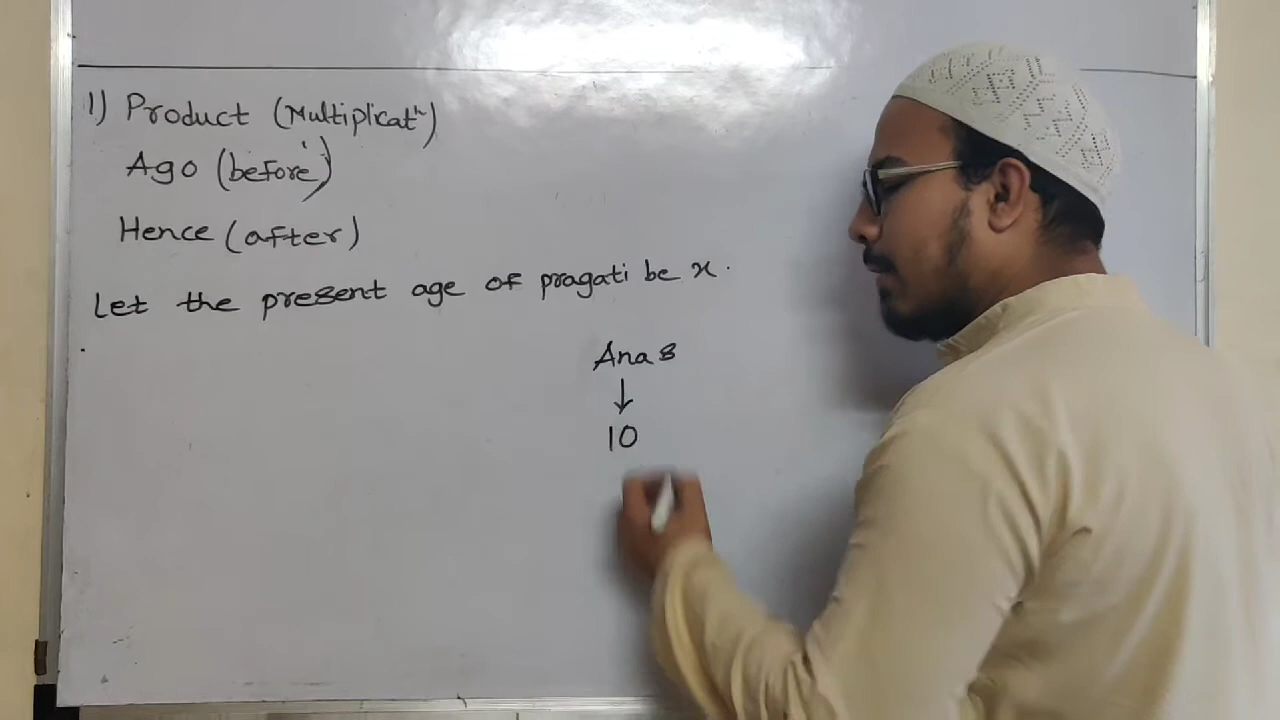 1) Product (Multiplicatⁿ)
Ago (before)
Hence (after)
Let the present age of pragati be x.
Anas
↓
10